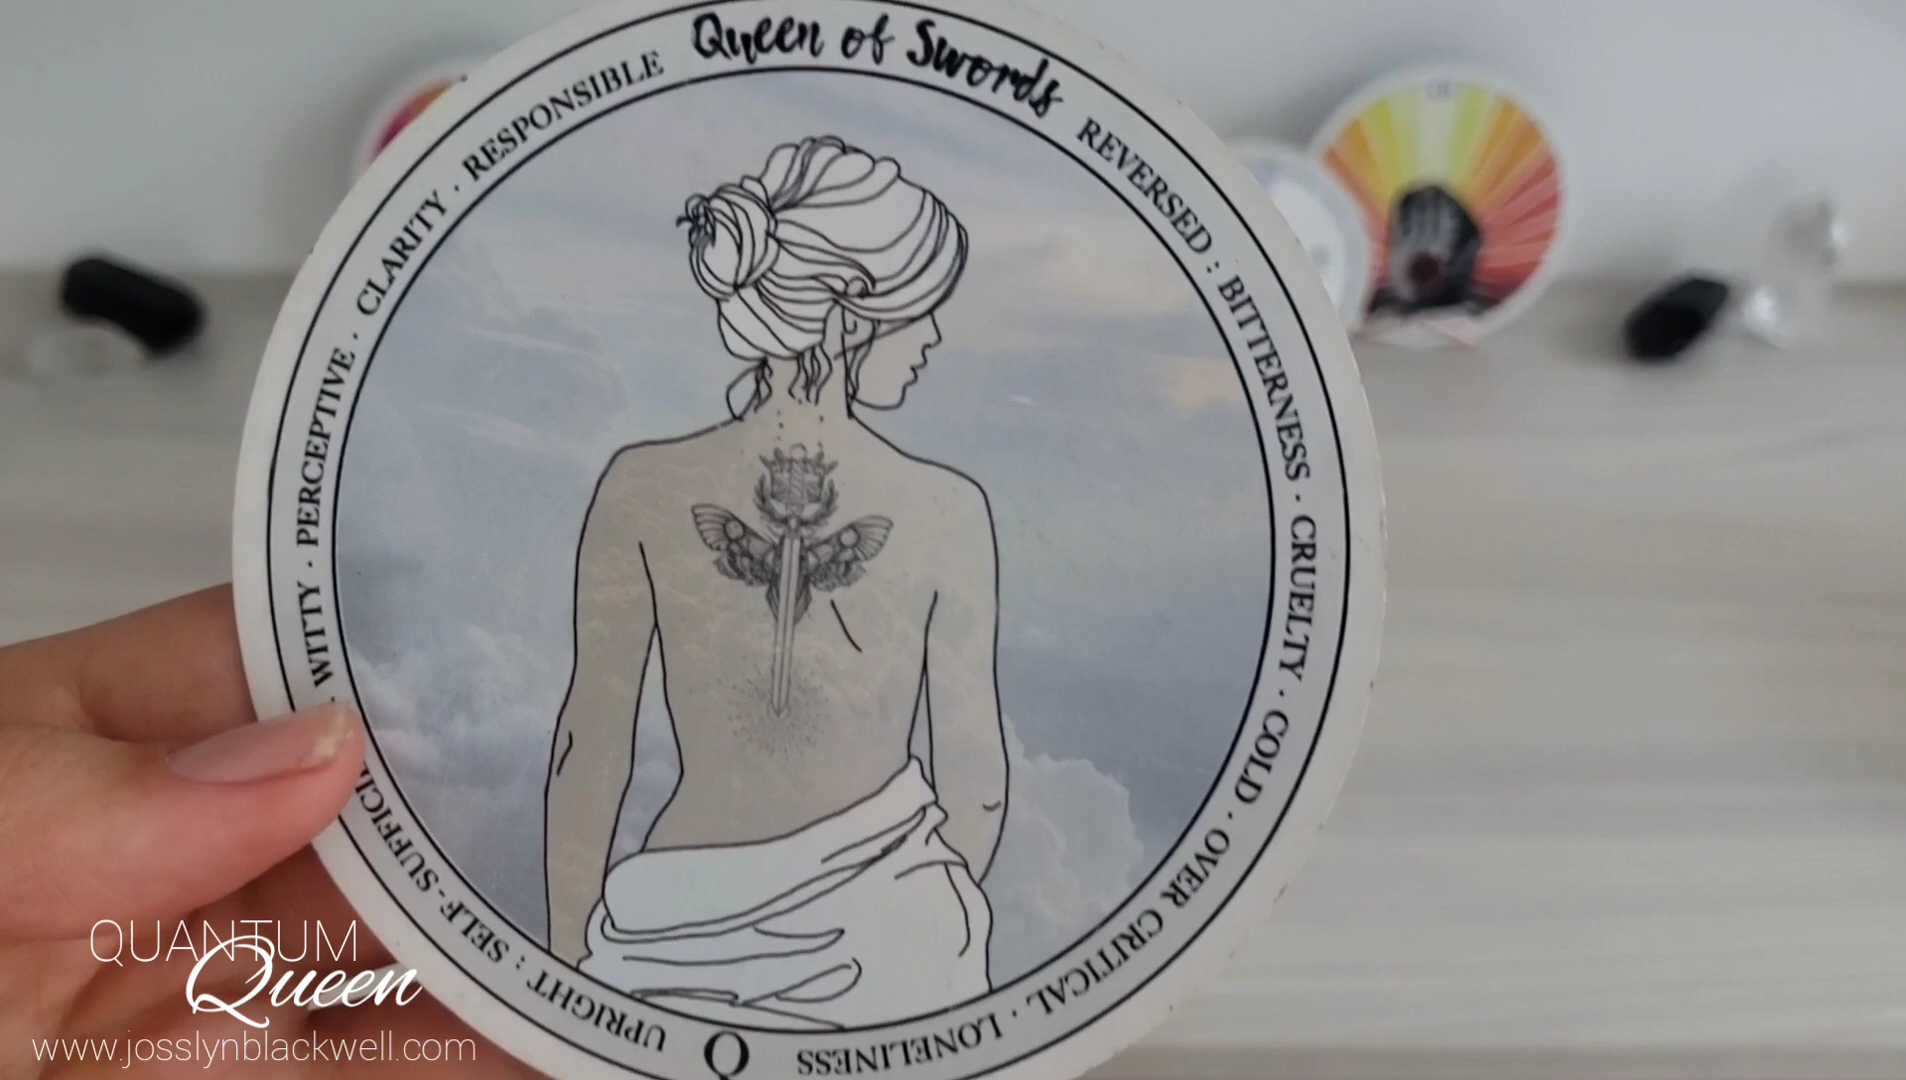 Queen of Swords
UPRIGHT : SELF-SUFFICI · WITTY · PERCEPTIVE · CLARITY · RESPONSIBLE
REVERSED : BITTERNESS · CRUELTY · COLD · OVER CRITICAL · LONELINESS
Q
QUANTUM
Queen
www.josslynblackwell.com